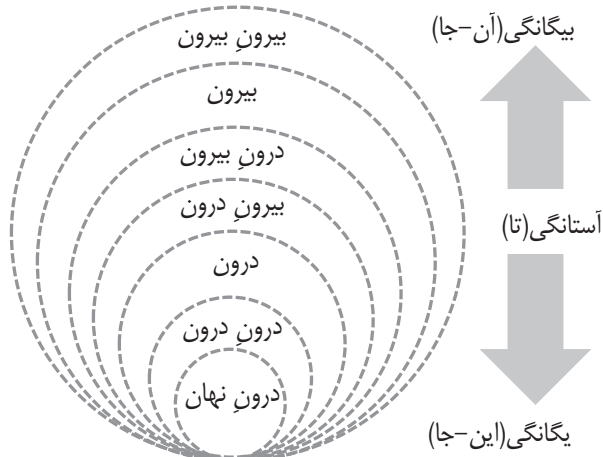 بیگانگی(آن-جا)
بیرونِ بیرون
بیرون
درونِ بیرون
بیرونِ درون
آستانگی(تا)
درون
درونِ درون
درونِ نهان
یگانگی(این-جا)